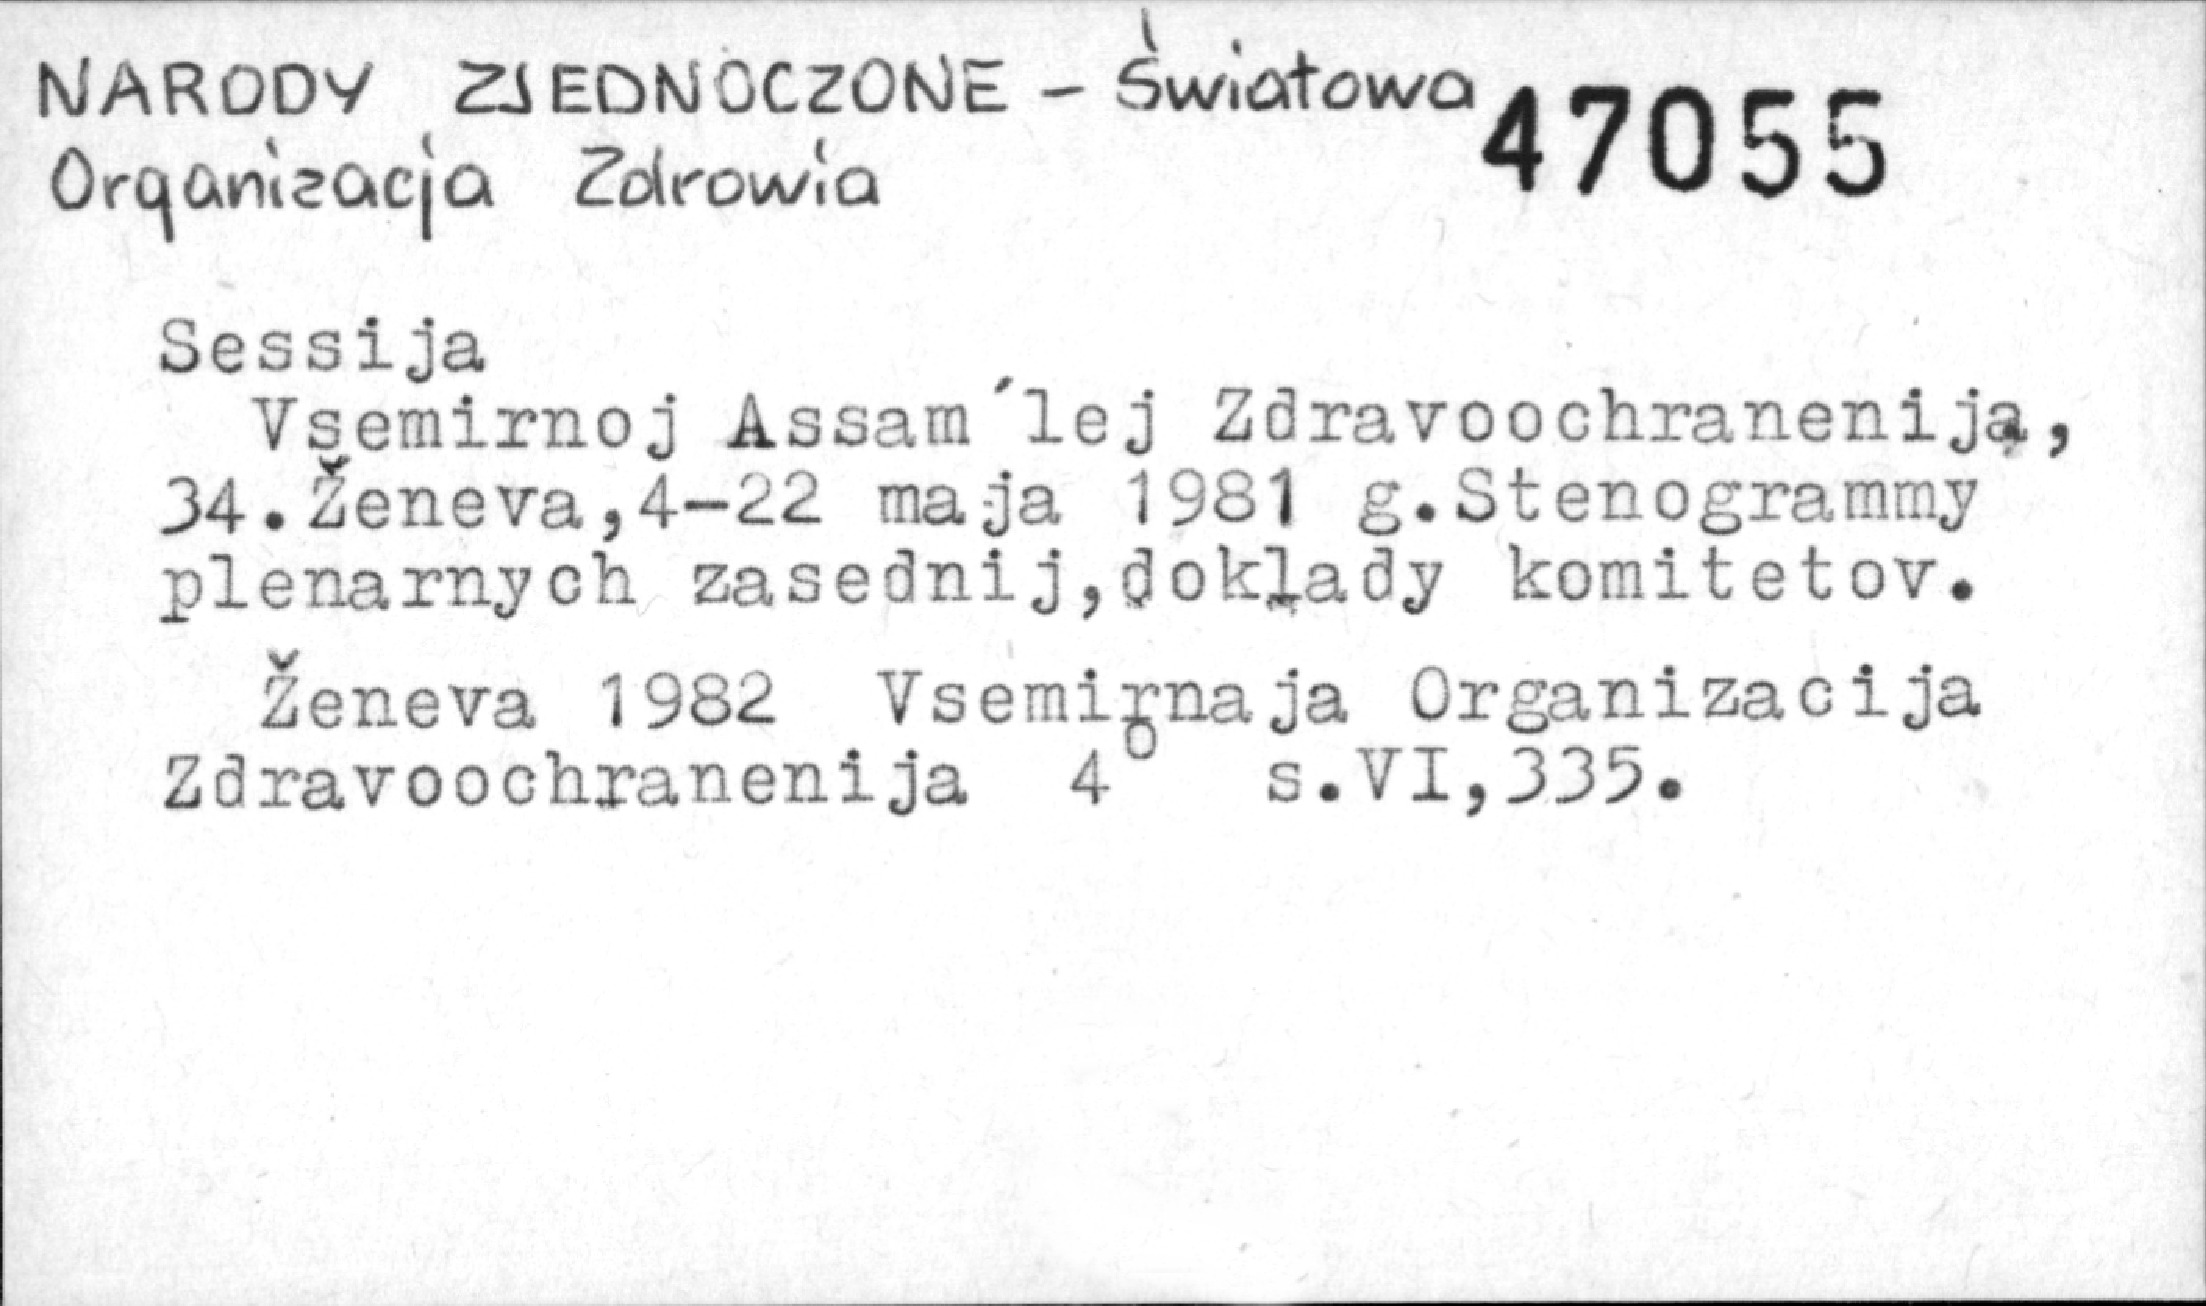 NARODY ZJEDNOCZONE - Światowa 47055
Organizacja Zdrowia
Sessija
Vsemirnoj Assam´lej Zdravoochranenija,
34.Ženeva,4-22 maja 1981 g.Stenogrammy
plenarnych zasednij,doklady komitetov.
Ženeva 1982 Vsemirnaja Organizacija
Zdravoochranenija 4° s.VI,335.